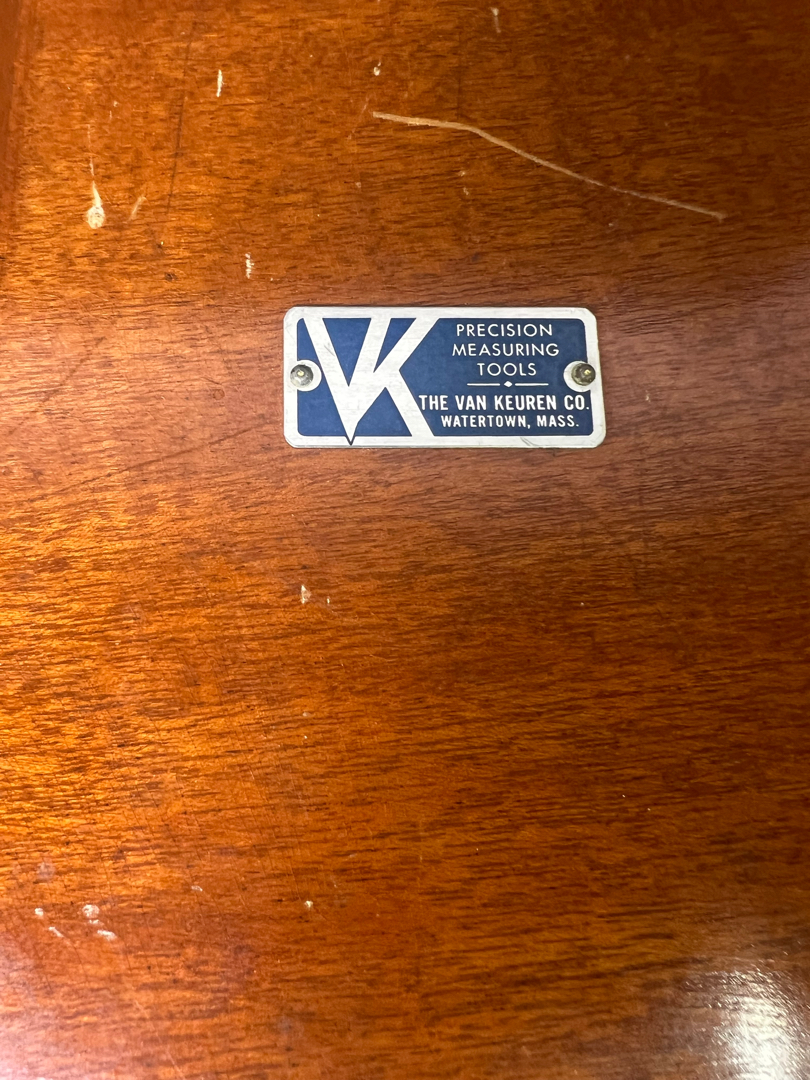 VK
PRECISION
MEASURING
TOOLS
THE VAN KEUREN CO.
WATERTOWN, MASS.